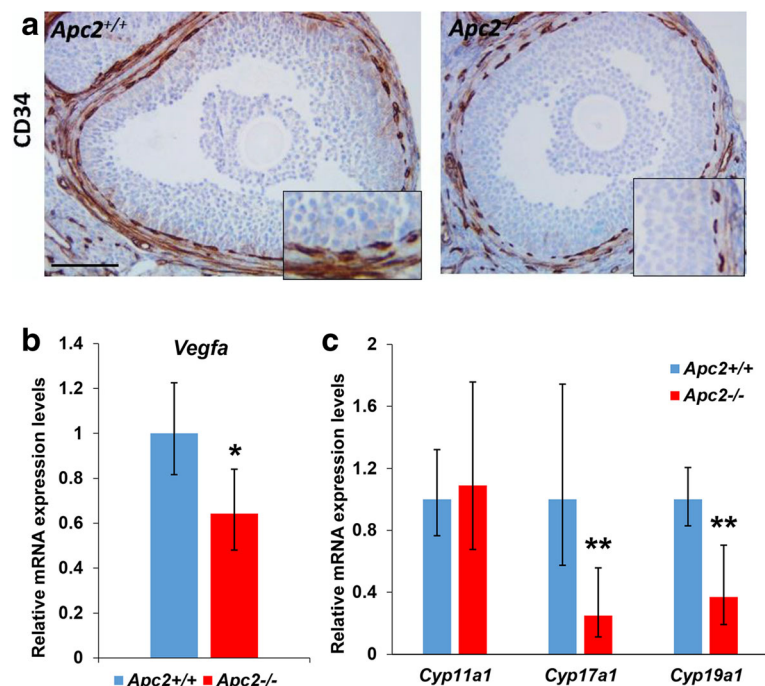 a
Apc2+/+
Apc2-/-
CD34
b
Vegfa
Relative mRNA expression levels
1.4
1.2
1
0.8
0.6
0.4
0.2
0
*
Apc2+/+ Apc2-/-
c
Relative mRNA expression levels
2
1.6
1.2
0.8
0.4
0
Apc2+/+
Apc2-/-
**
**
Cyp11a1 Cyp17a1 Cyp19a1